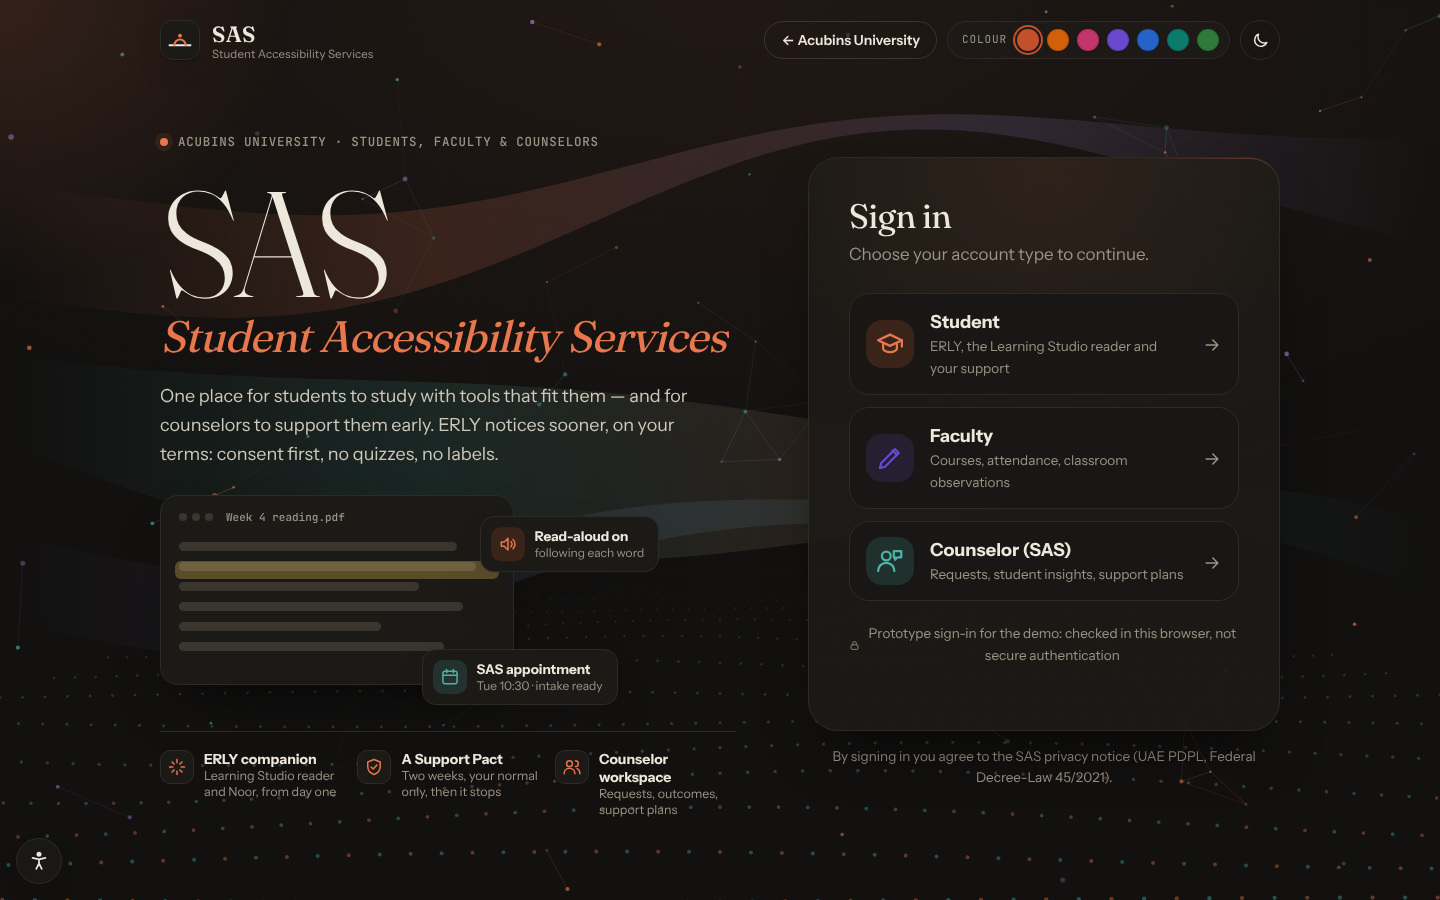 SAS
Student Accessibility Services
← Acubins University
COLOUR
ACUBINS UNIVERSITY · STUDENTS, FACULTY & COUNSELORS
SAS
Student Accessibility Services
One place for students to study with tools that fit them — and for
counselors to support them early. ERLY notices sooner, on your
terms: consent first, no quizzes, no labels.
Week 4 reading.pdf
Read-aloud on
following each word
SAS appointment
Tue 10:30 · intake ready
ERLY companion
Learning Studio reader
and Noor, from day one
A Support Pact
Two weeks, your normal
only, then it stops
Counselor
workspace
Requests, outcomes,
support plans
Sign in
Choose your account type to continue.
Student
ERLY, the Learning Studio reader and
your support
Faculty
Courses, attendance, classroom
observations
Counselor (SAS)
Requests, student insights, support plans
Prototype sign-in for the demo: checked in this browser, not
secure authentication
By signing in you agree to the SAS privacy notice (UAE PDPL, Federal
Decree-Law 45/2021).